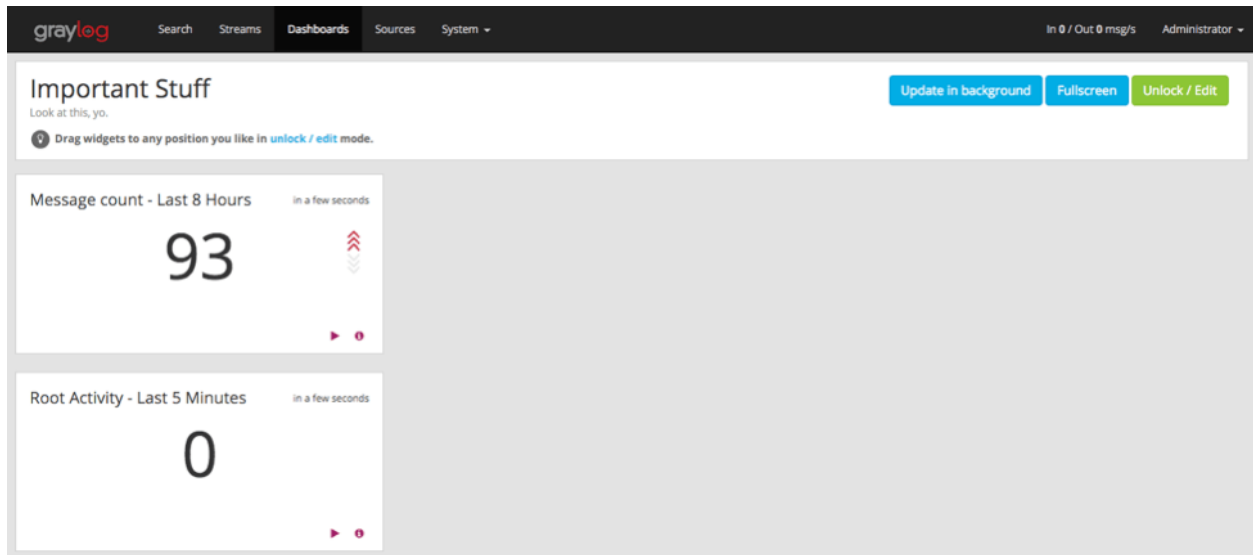 graylog Search Streams Dashboards Sources System In 0 / Out 0 msg/s Administrator
Important Stuff
Update in background Fullscreen Unlock / Edit
Look at this, yo.
Drag widgets to any position you like in unlock / edit mode.
Message count - Last 8 Hours in a few seconds
93
Root Activity - Last 5 Minutes in a few seconds
0